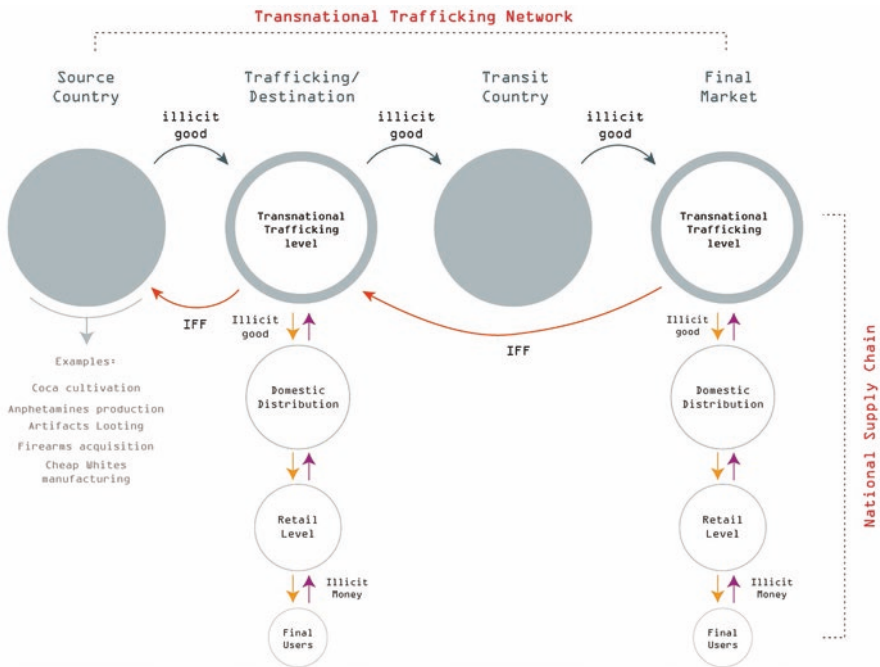 Transnational Trafficking Network
Source
Country
Trafficking/
Destination
Transit
Country
Final
Market
illicit
good
illicit
good
illicit
good
Transnational
Trafficking
level
Transnational
Trafficking
level
IFF
IFF
Illicit
good
Illicit
good
Examples:
Coca cultivation
Anphetamines production
Artifacts Looting
Firearms acquisition
Cheap Whites
manufacturing
Domestic
Distribution
Domestic
Distribution
Retail
Level
Retail
Level
Illicit
Money
Illicit
Money
Final
Users
Final
Users
National Supply Chain